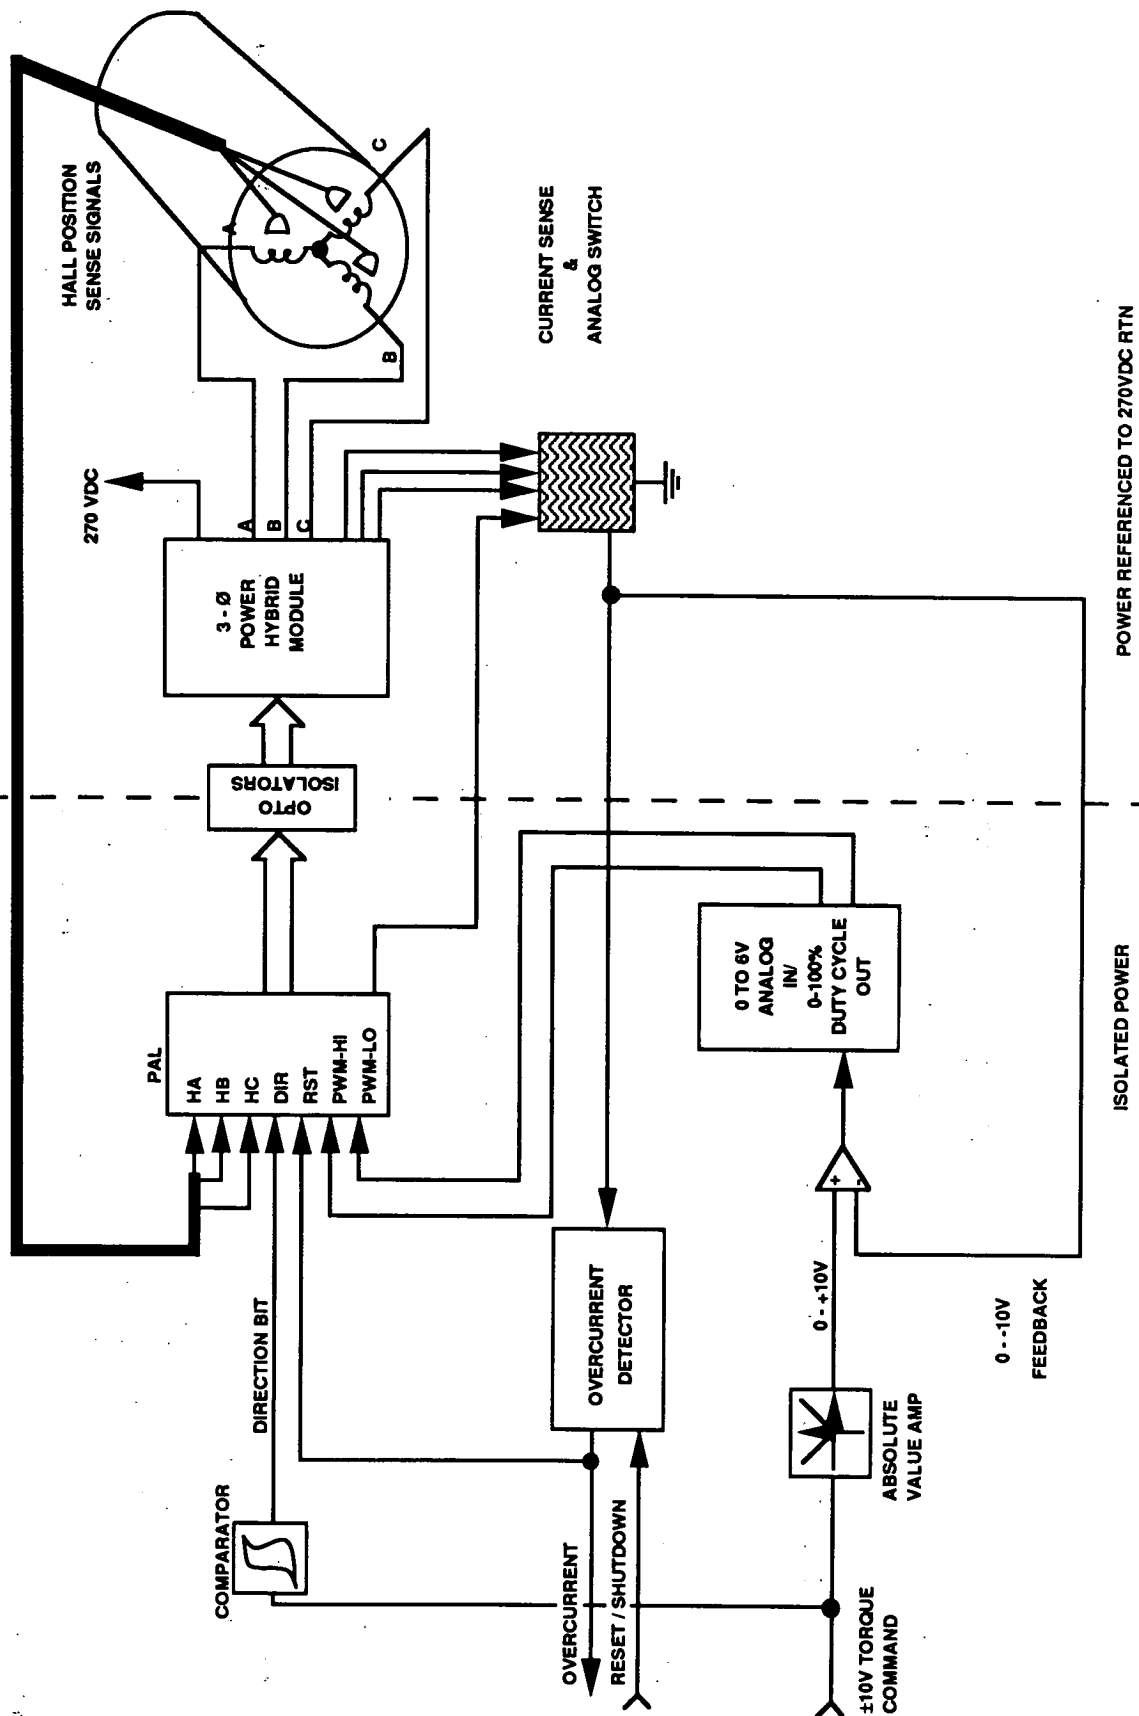 HALL POSITION
SENSE SIGNALS
A
B
C
270 VDC
A
B
C
3 - Ø
POWER
HYBRID
MODULE
CURRENT SENSE
&
ANALOG SWITCH
OPTO
ISOLATORS
POWER REFERENCED TO 270VDC RTN
ISOLATED POWER
PAL
HA
HB
HC
DIR
RST
PWM-HI
PWM-LO
0 TO 6V
ANALOG
IN/
0-100%
DUTY CYCLE
OUT
+
-
DIRECTION BIT
OVERCURRENT
DETECTOR
0 - +10V
0 - -10V
FEEDBACK
COMPARATOR
ABSOLUTE
VALUE AMP
OVERCURRENT
RESET / SHUTDOWN
±10V TORQUE
COMMAND